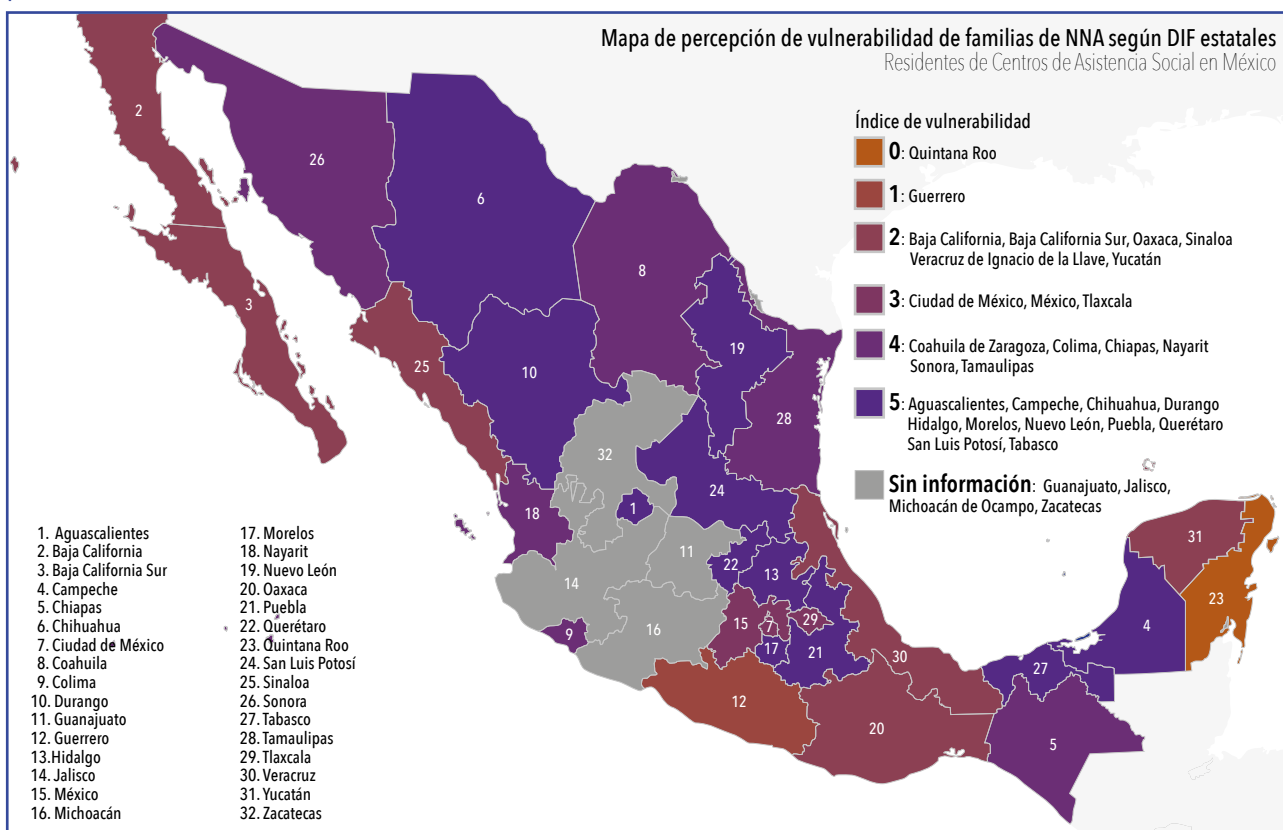 Mapa de percepción de vulnerabilidad de familias de NNA según DIF estatales
Residentes de Centros de Asistencia Social en México
Índice de vulnerabilidad
0: Quintana Roo
1: Guerrero
2: Baja California, Baja California Sur, Oaxaca, Sinaloa
Veracruz de Ignacio de la Llave, Yucatán
3: Ciudad de México, México, Tlaxcala
4: Coahuila de Zaragoza, Colima, Chiapas, Nayarit
Sonora, Tamaulipas
5: Aguascalientes, Campeche, Chihuahua, Durango
Hidalgo, Morelos, Nuevo León, Puebla, Querétaro
San Luis Potosí, Tabasco
Sin información: Guanajuato, Jalisco,
Michoacán de Ocampo, Zacatecas
2
26
6
8
3
19
25
10
28
32
24
1
18
11
31
22
13
14
23
15
7
29
16
9
4
17
21
30
27
12
20
5
1. Aguascalientes
2. Baja California
3. Baja California Sur
4. Campeche
5. Chiapas
6. Chihuahua
7. Ciudad de México
8. Coahuila
9. Colima
10. Durango
11. Guanajuato
12. Guerrero
13.Hidalgo
14. Jalisco
15. México
16. Michoacán
17. Morelos
18. Nayarit
19. Nuevo León
20. Oaxaca
21. Puebla
22. Querétaro
23. Quintana Roo
24. San Luis Potosí
25. Sinaloa
26. Sonora
27. Tabasco
28. Tamaulipas
29. Tlaxcala
30. Veracruz
31. Yucatán
32. Zacatecas